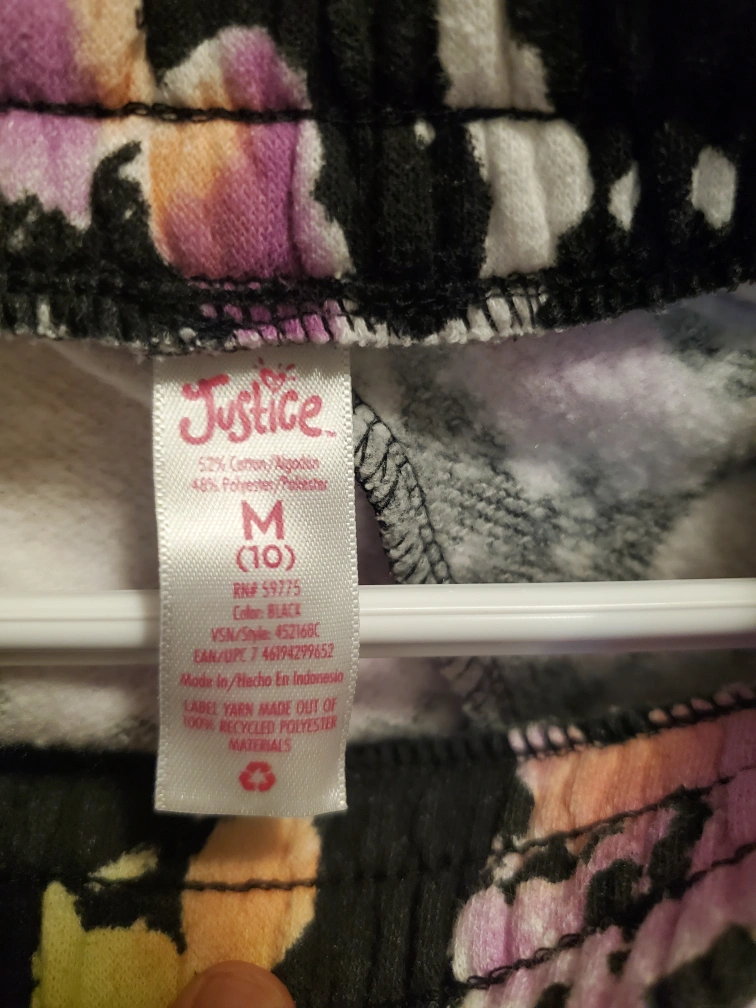 Justice™
52% Cotton/Algodón
48% Polyester/Poliéster
M
(10)
RN# 59775
Color: BLACK
VSN/Style: 452168C
EAN/UPC 7 46194299652
Made In/Hecho En Indonesia
LABEL YARN MADE OUT OF
100% RECYCLED POLYESTER
MATERIALS